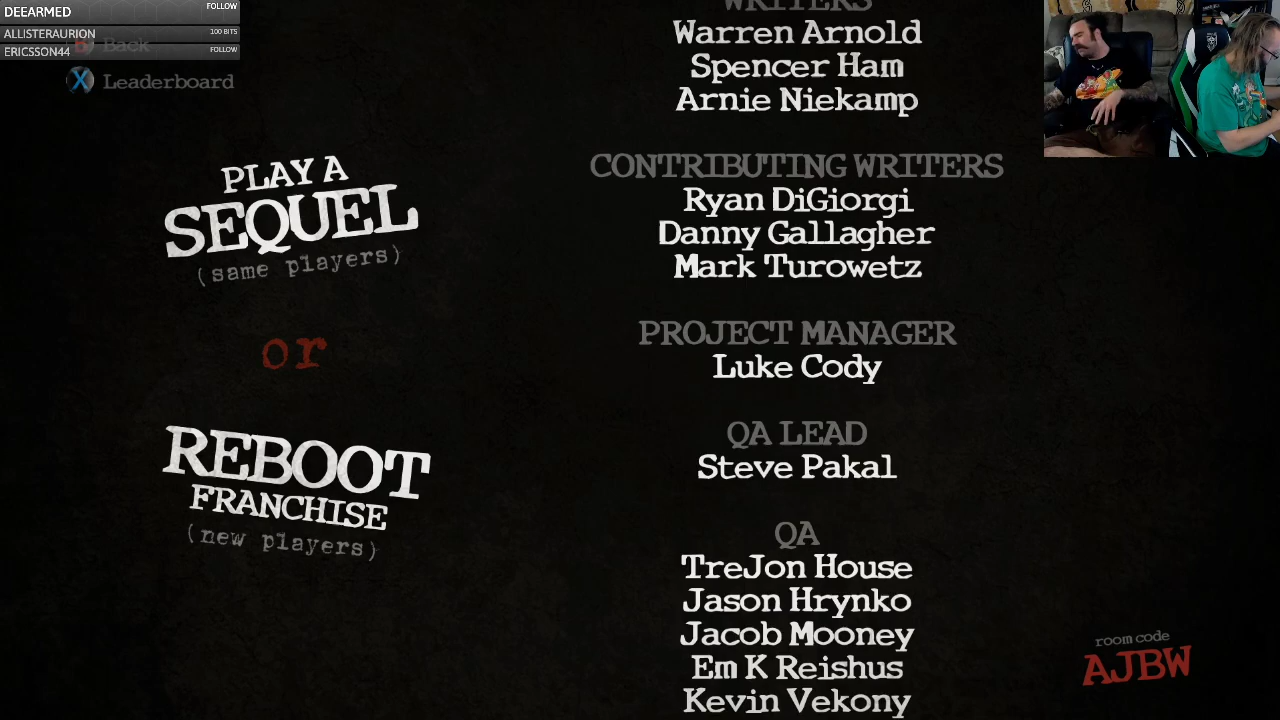 DEEARMED FOLLOW
ALLISTERAURION 100 BITS
ERICSSON44 FOLLOW
B Back
X Leaderboard
PLAY A
SEQUEL
(same players)
or
REBOOT
FRANCHISE
(new players)
WRITERS
Warren Arnold
Spencer Ham
Arnie Niekamp
CONTRIBUTING WRITERS
Ryan DiGiorgi
Danny Gallagher
Mark Turowetz
PROJECT MANAGER
Luke Cody
QA LEAD
Steve Pakal
QA
TreJon House
Jason Hrynko
Jacob Mooney
Em K Reishus
Kevin Vekony
room code
AJBW